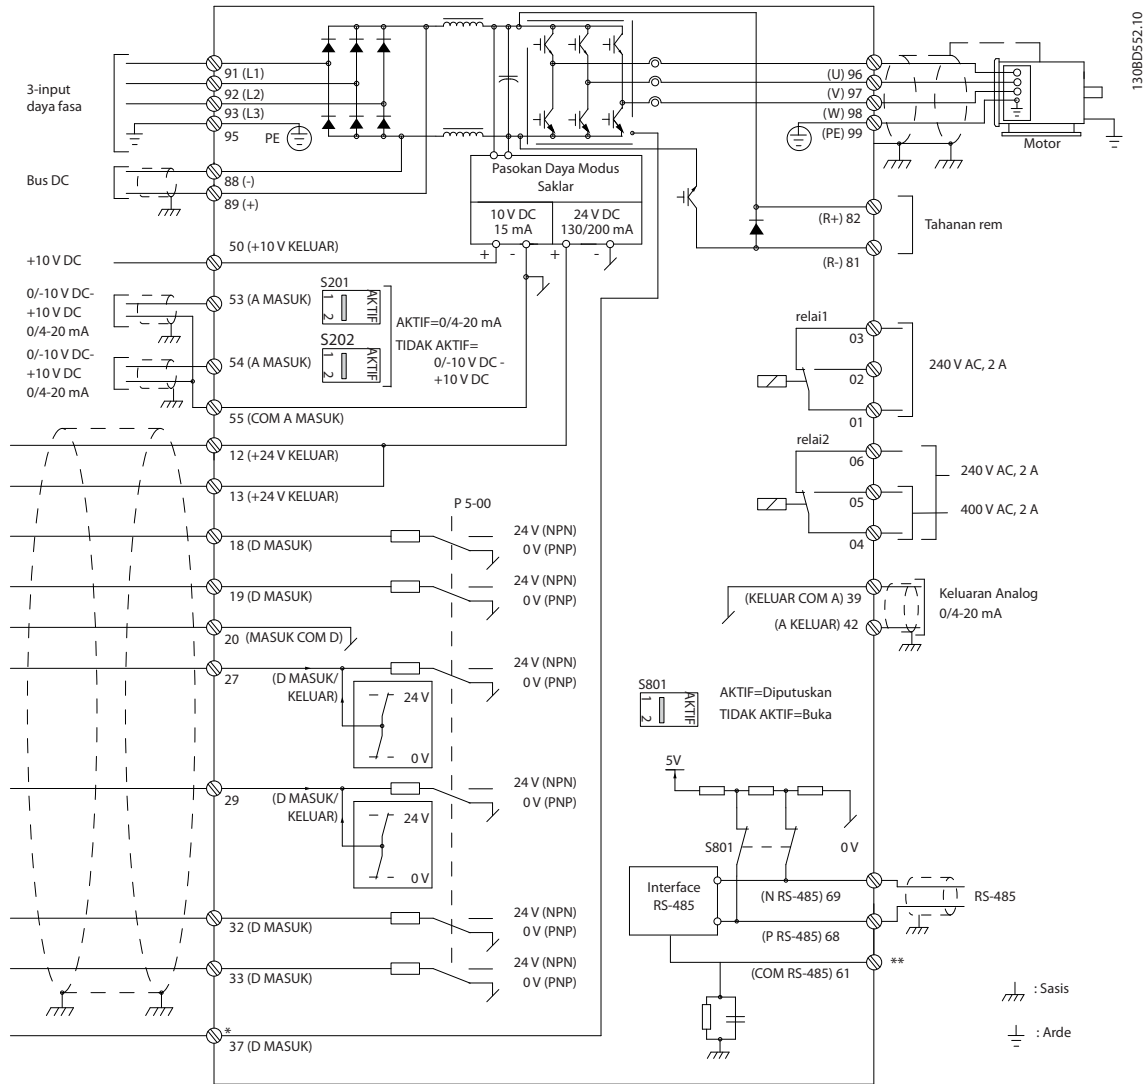 130BD552.10
3-input
daya fasa
91 (L1)
92 (L2)
93 (L3)
95
PE
Bus DC
88 (-)
89 (+)
Pasokan Daya Modus
Saklar
10 V DC
15 mA
24 V DC
130/200 mA
+ - + -
(U) 96
(V) 97
(W) 98
(PE) 99
Motor
(R+) 82
(R-) 81
Tahanan rem
50 (+10 V KELUAR)
+10 V DC
0/-10 V DC-
+10 V DC
0/4-20 mA
53 (A MASUK)
S201
1
2
AKTIF
0/-10 V DC-
+10 V DC
0/4-20 mA
54 (A MASUK)
S202
1
2
AKTIF
AKTIF=0/4-20 mA
TIDAK AKTIF=
0/-10 V DC -
+10 V DC
55 (COM A MASUK)
12 (+24 V KELUAR)
13 (+24 V KELUAR)
relai1
03
02
01
240 V AC, 2 A
relai2
06
05
04
240 V AC, 2 A
400 V AC, 2 A
P 5-00
18 (D MASUK)
24 V (NPN)
0 V (PNP)
19 (D MASUK)
24 V (NPN)
0 V (PNP)
20 (MASUK COM D)
27
(D MASUK/
KELUAR)
24 V
0 V
24 V (NPN)
0 V (PNP)
29
(D MASUK/
KELUAR)
24 V
0 V
24 V (NPN)
0 V (PNP)
32 (D MASUK)
24 V (NPN)
0 V (PNP)
33 (D MASUK)
24 V (NPN)
0 V (PNP)
*
37 (D MASUK)
(KELUAR COM A) 39
(A KELUAR) 42
Keluaran Analog
0/4-20 mA
S801
1
2
AKTIF
AKTIF=Diputuskan
TIDAK AKTIF=Buka
5V
S801
0 V
Interface
RS-485
(N RS-485) 69
(P RS-485) 68
(COM RS-485) 61
RS-485
**
: Sasis
: Arde